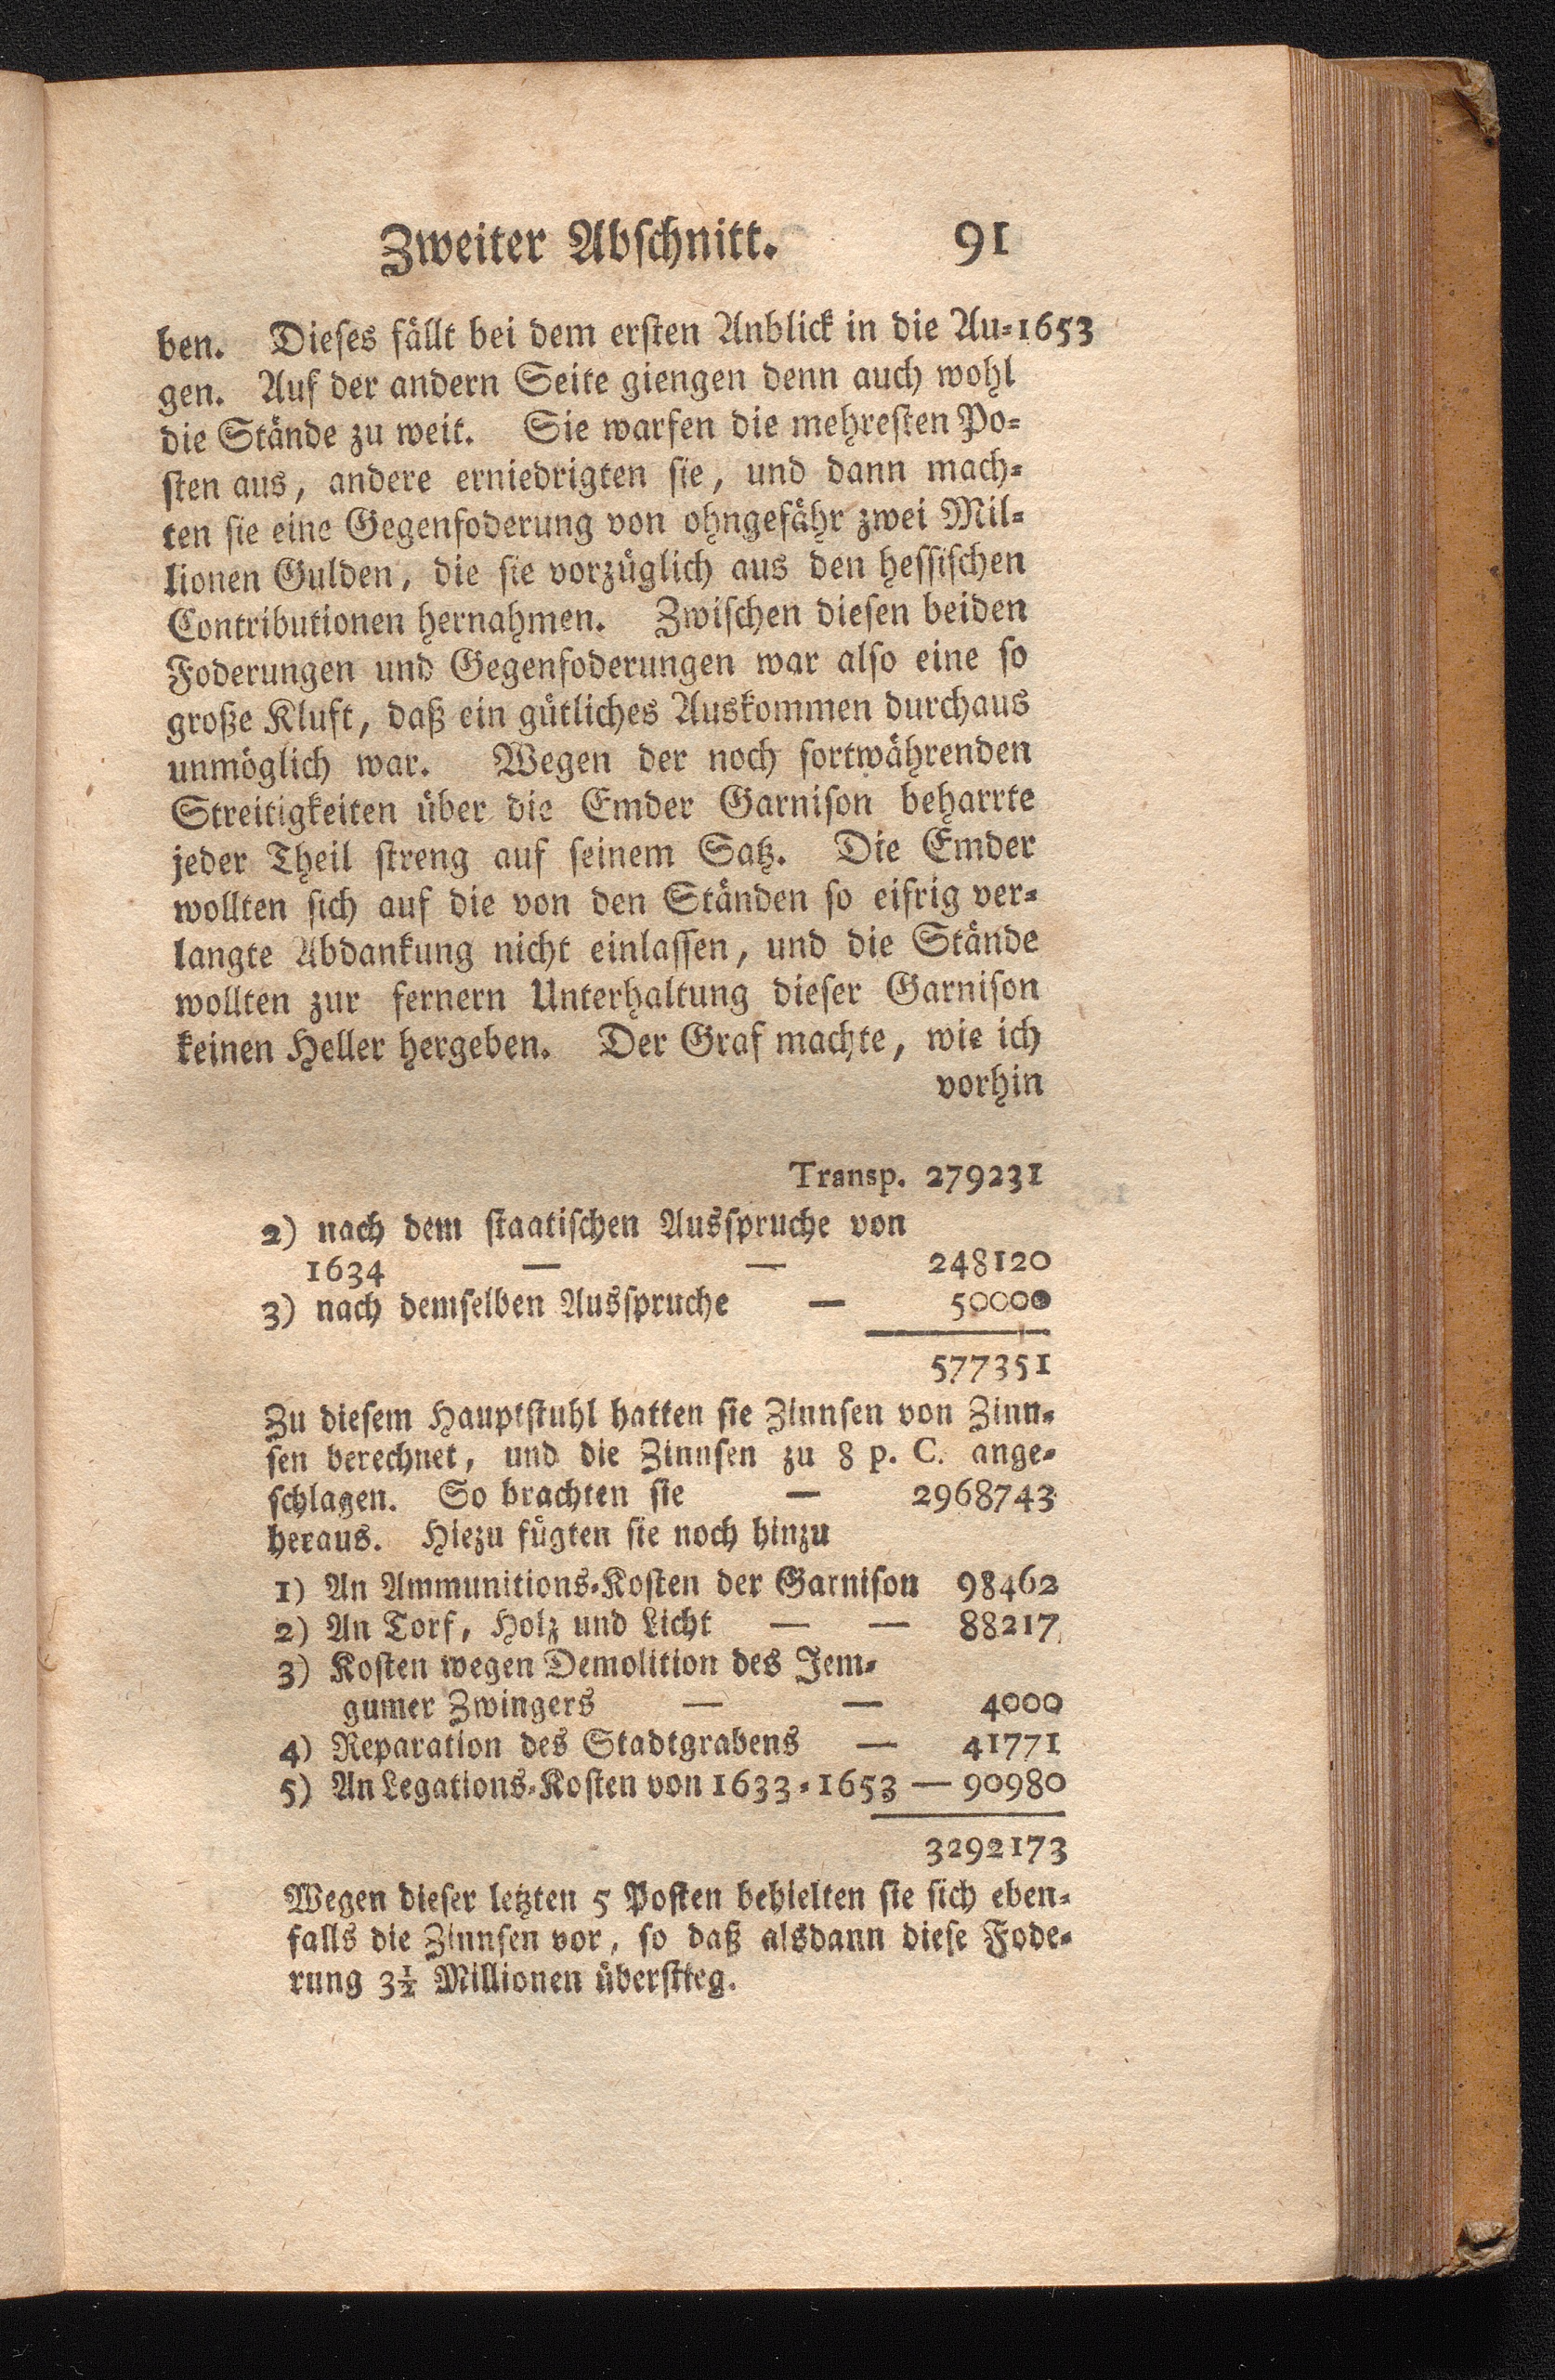 Zweiter Abschnitt. 91
ben. Dieses fällt bei dem ersten Anblick in die Au=1653
gen. Auf der andern Seite giengen denn auch wohl
die Stände zu weit. Sie warfen die mehresten Po=
sten aus, andere erniedrigten sie, und dann mach=
ten sie eine Gegenfoderung von ohngefähr zwei Mil=
lionen Gulden, die sie vorzüglich aus den hessischen
Contributionen hernahmen. Zwischen diesen beiden
Foderungen und Gegenfoderungen war also eine so
große Kluft, daß ein gütliches Auskommen durchaus
unmöglich war. Wegen der noch fortwährenden
Streitigkeiten über die Emder Garnison beharrte
jeder Theil streng auf seinem Satz. Die Emder
wollten sich auf die von den Ständen so eifrig ver=
langte Abdankung nicht einlassen, und die Stände
wollten zur fernern Unterhaltung dieser Garnison
keinen Heller hergeben. Der Graf machte, wie ich
vorhin
Transp. 279231
2) nach dem staatischen Ausspruche von
1634 — — 248120
3) nach demselben Ausspruche — 50000
577351
Zu diesem Hauptstuhl hatten sie Zinnsen von Zinn=
sen berechnet, und die Zinnsen zu 8 p. C. ange=
schlagen. So brachten sie — 2968743
heraus. Hiezu fügten sie noch hinzu
1) An Ammunitions=Kosten der Garnison 98462
2) An Torf, Holz und Licht — — 88217
3) Kosten wegen Demolition des Jem=
gumer Zwingers — — 4000
4) Reparation des Stadtgrabens — 41771
5) An Legations=Kosten von 1633=1653 — 90980
3292173
Wegen dieser letzten 5 Posten behielten sie sich eben=
falls die Zinnsen vor, so daß alsdann diese Fode=
rung 3½ Millionen überstieg.